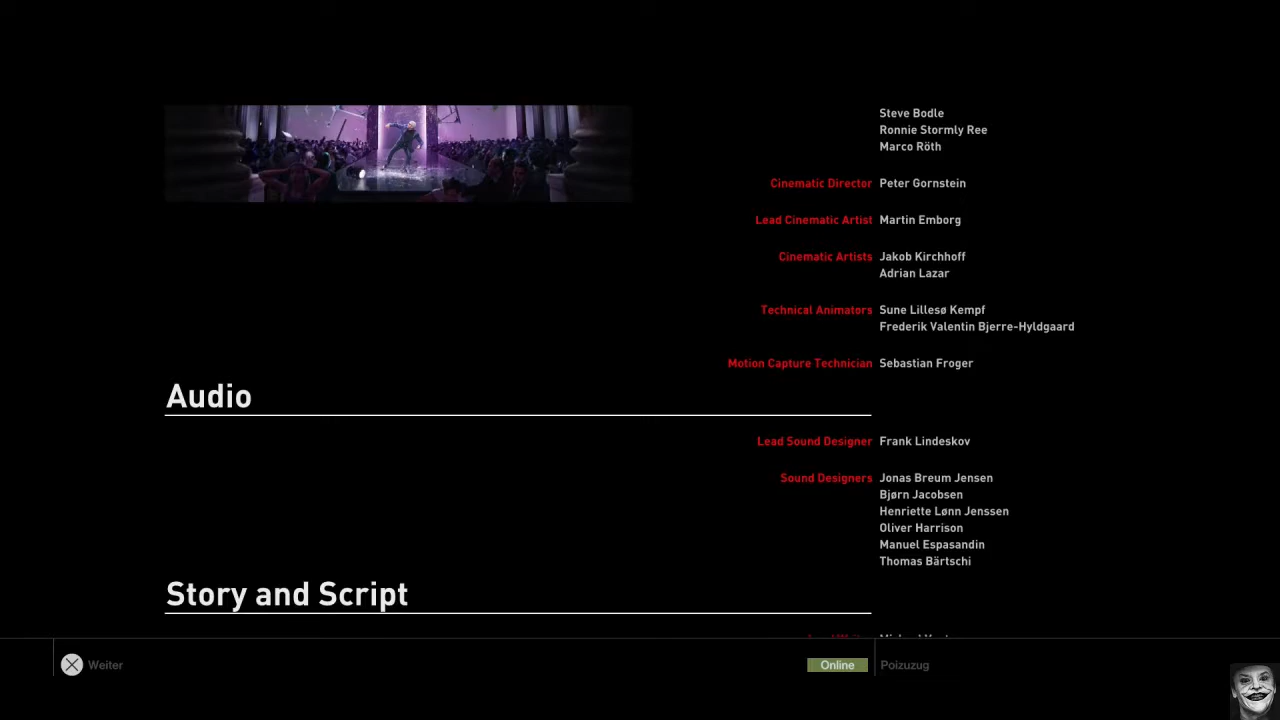 Steve Bodle
Ronnie Stormly Ree
Marco Röth
Cinematic Director Peter Gornstein
Lead Cinematic Artist Martin Emborg
Cinematic Artists Jakob Kirchhoff
Adrian Lazar
Technical Animators Sune Lillesø Kempf
Frederik Valentin Bjerre-Hyldgaard
Motion Capture Technician Sebastian Froger
Audio
Lead Sound Designer Frank Lindeskov
Sound Designers Jonas Breum Jensen
Bjørn Jacobsen
Henriette Lønn Jenssen
Oliver Harrison
Manuel Espasandin
Thomas Bärtschi
Story and Script
Weiter
Online Poizuzug